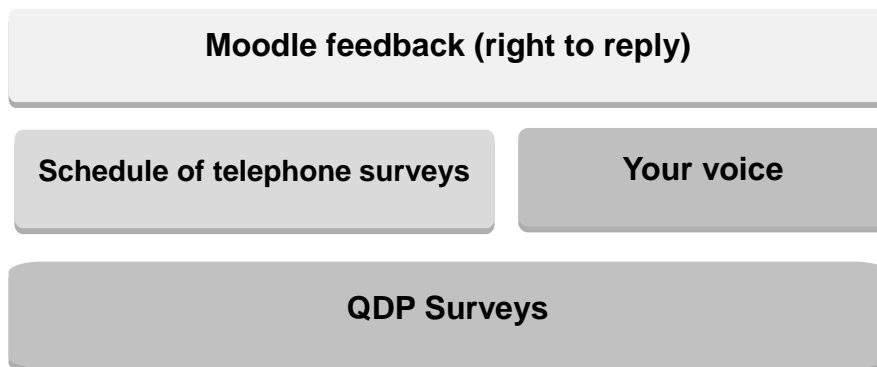 Moodle feedback (right to reply)
Schedule of telephone surveys
Your voice
QDP Surveys